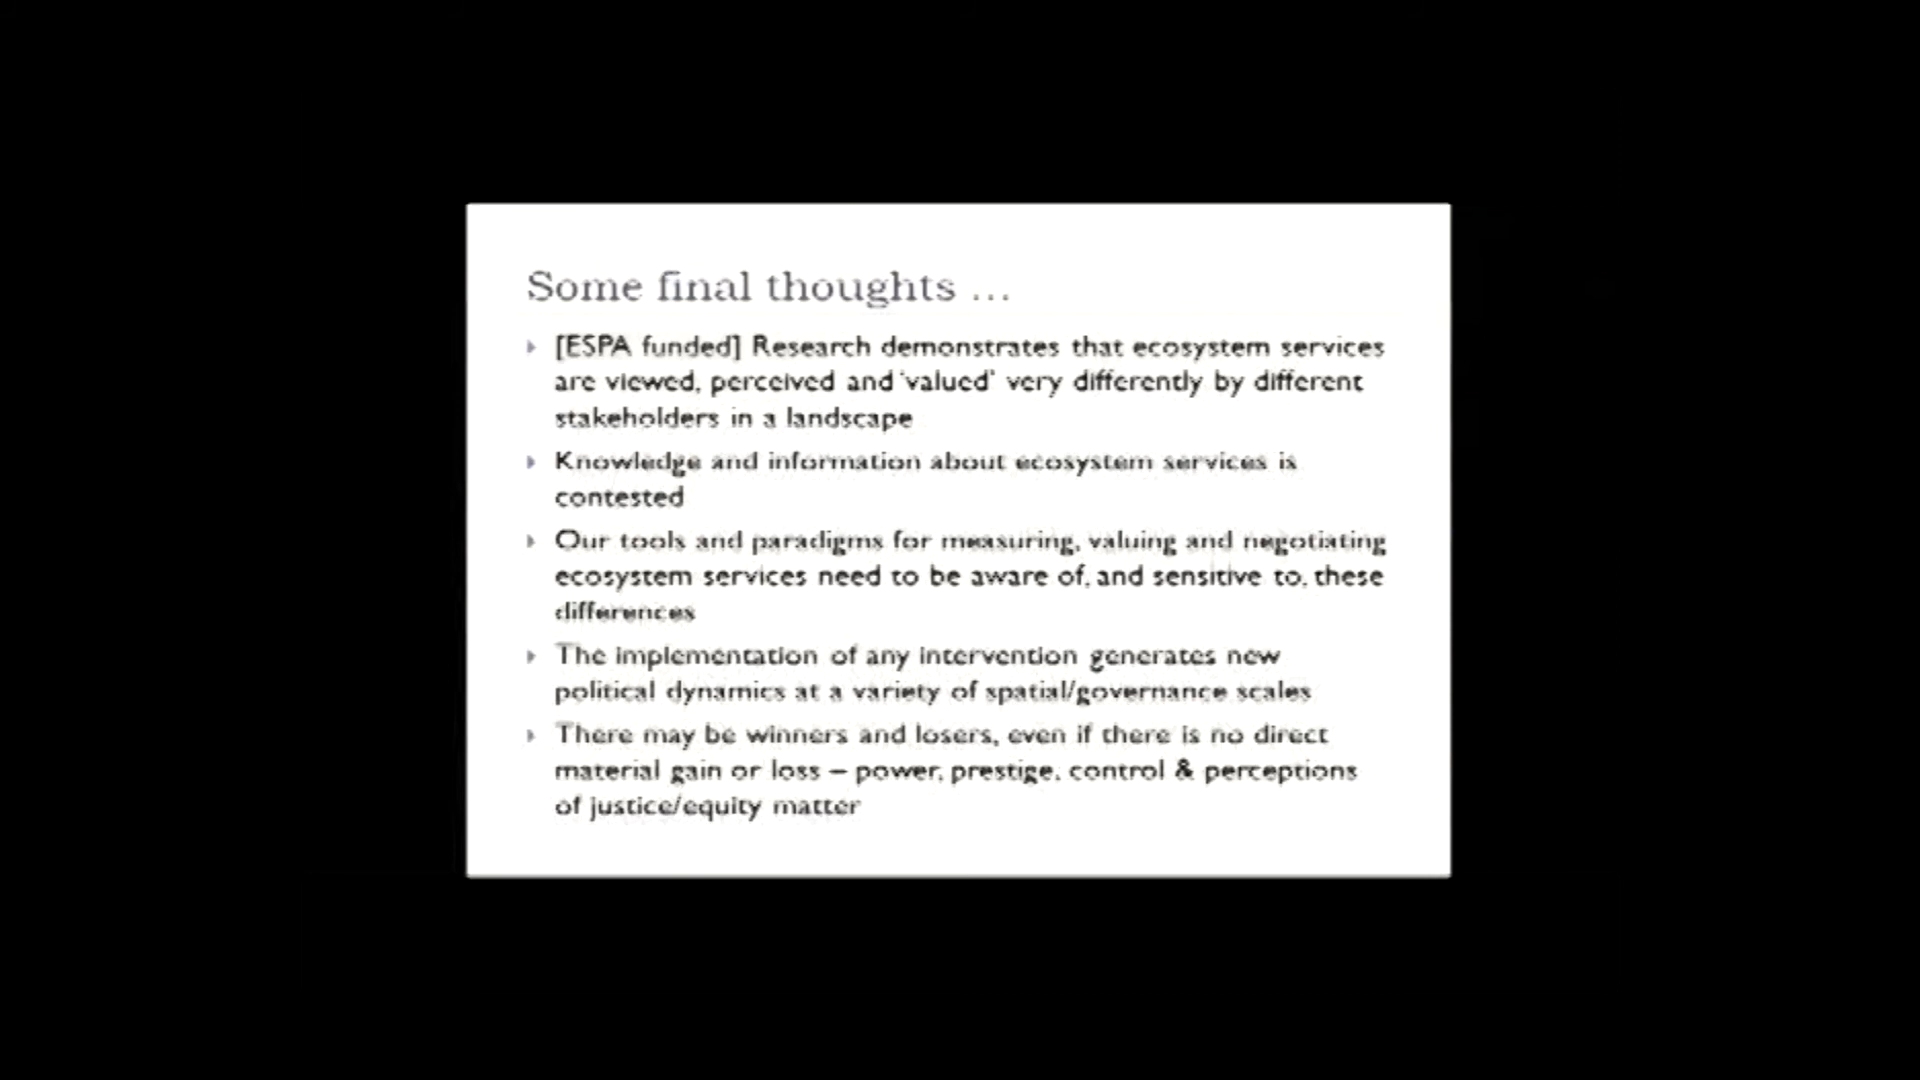 Some final thoughts …
[ESPA funded] Research demonstrates that ecosystem services
are viewed, perceived and 'valued' very differently by different
stakeholders in a landscape
Knowledge and information about ecosystem services is
contested
Our tools and paradigms for measuring, valuing and negotiating
ecosystem services need to be aware of, and sensitive to, these
differences
The implementation of any intervention generates new
political dynamics at a variety of spatial/governance scales
There may be winners and losers, even if there is no direct
material gain or loss – power, prestige, control & perceptions
of justice/equity matter